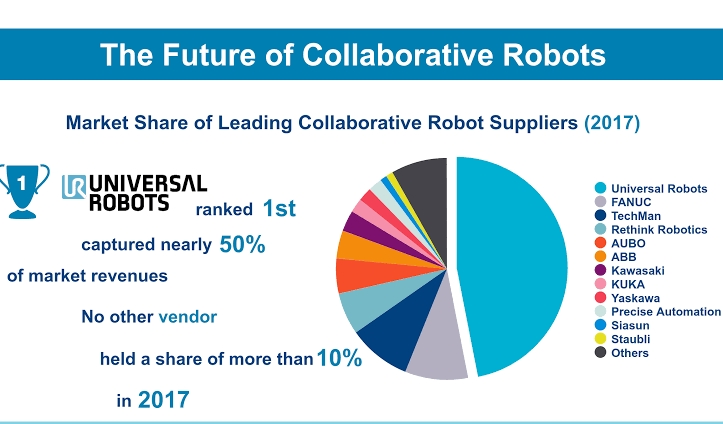 The Future of Collaborative Robots
Market Share of Leading Collaborative Robot Suppliers (2017)
1
UR UNIVERSAL
ROBOTS
ranked 1st
captured nearly 50%
of market revenues
No other vendor
held a share of more than 10%
in 2017
Universal Robots
FANUC
TechMan
Rethink Robotics
AUBO
ABB
Kawasaki
KUKA
Yaskawa
Precise Automation
Siasun
Staubli
Others